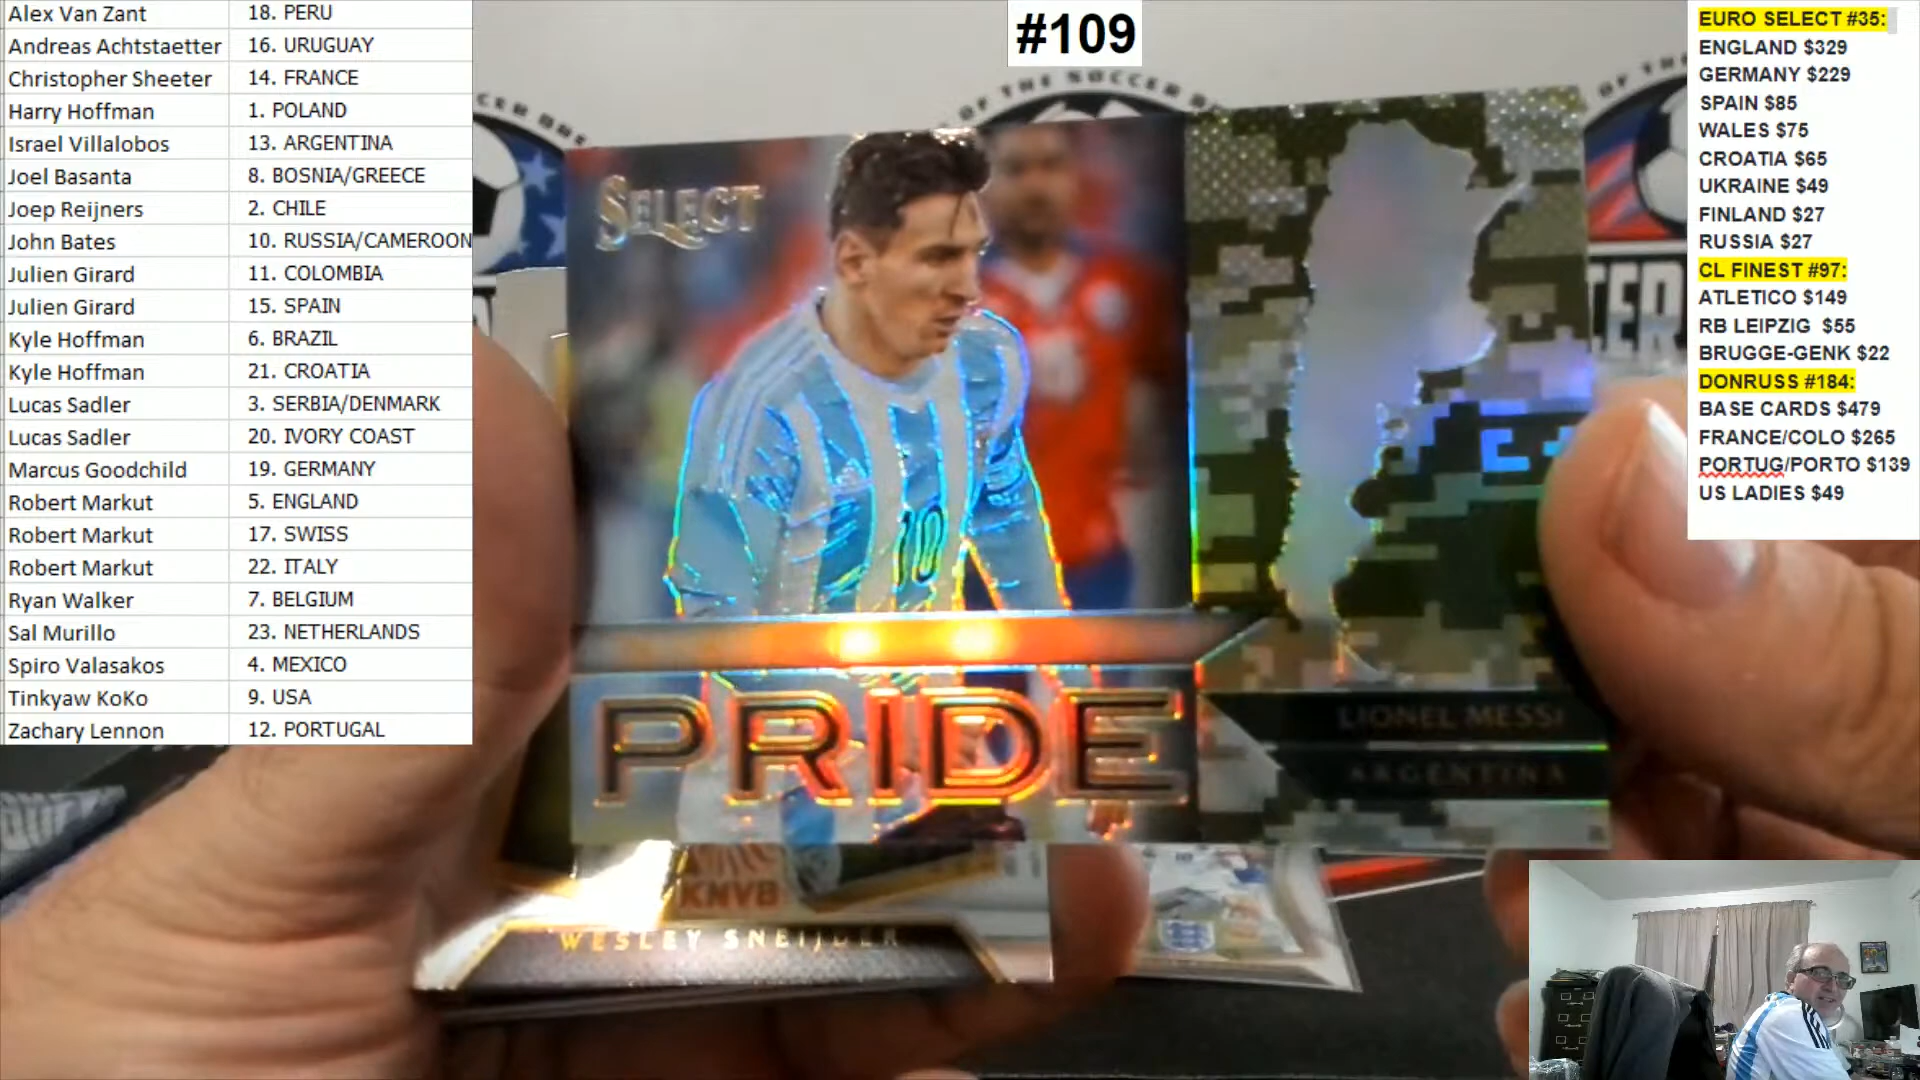 Alex Van Zant 18. PERU
Andreas Achtstaetter 16. URUGUAY
Christopher Sheeter 14. FRANCE
Harry Hoffman 1. POLAND
Israel Villalobos 13. ARGENTINA
Joel Basanta 8. BOSNIA/GREECE
Joep Reijners 2. CHILE
John Bates 10. RUSSIA/CAMEROON
Julien Girard 11. COLOMBIA
Julien Girard 15. SPAIN
Kyle Hoffman 6. BRAZIL
Kyle Hoffman 21. CROATIA
Lucas Sadler 3. SERBIA/DENMARK
Lucas Sadler 20. IVORY COAST
Marcus Goodchild 19. GERMANY
Robert Markut 5. ENGLAND
Robert Markut 17. SWISS
Robert Markut 22. ITALY
Ryan Walker 7. BELGIUM
Sal Murillo 23. NETHERLANDS
Spiro Valasakos 4. MEXICO
Tinkyaw KoKo 9. USA
Zachary Lennon 12. PORTUGAL
#109
OF THE SOCCER
SELECT
10
PRIDE
LIONEL MESSI
ARGENTINA
KNVB
WESLEY SNEIJDER
EURO SELECT #35:
ENGLAND $329
GERMANY $229
SPAIN $85
WALES $75
CROATIA $65
UKRAINE $49
FINLAND $27
RUSSIA $27
CL FINEST #97:
ATLETICO $149
RB LEIPZIG $55
BRUGGE-GENK $22
DONRUSS #184:
BASE CARDS $479
FRANCE/COLO $265
PORTUG/PORTO $139
US LADIES $49